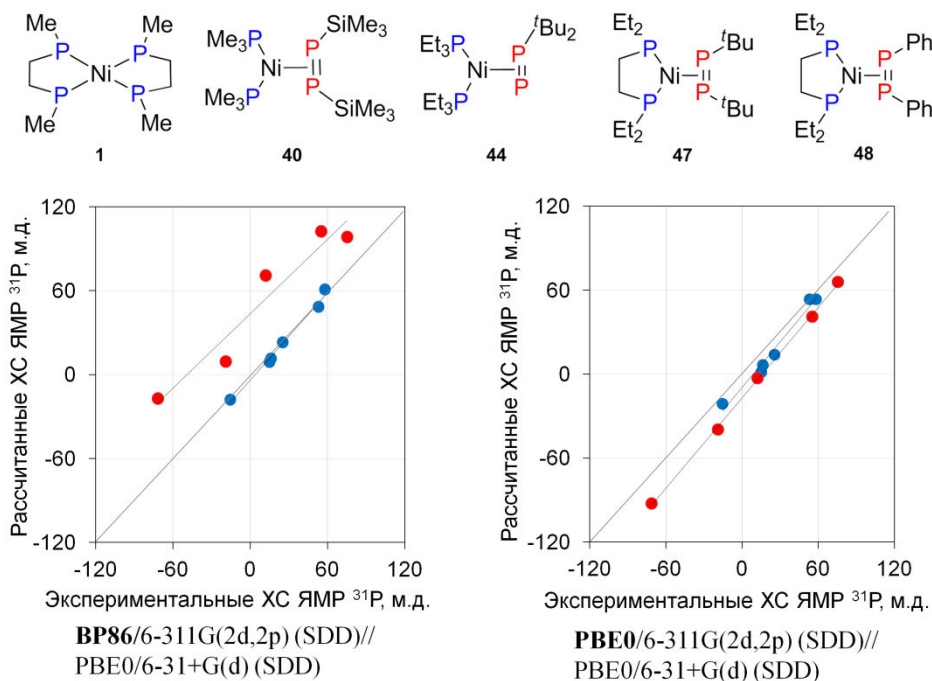 Me Me SiMe₃ ᵗBu₂ Et₂ ᵗBu Et₂ Ph
P P Me₃P P Et₃P P P P P P
Ni Ni Ni Ni Ni
P P Me₃P P Et₃P P P P P P
Me Me SiMe₃ Et₂ ᵗBu Et₂ Ph
1 40 44 47 48
Рассчитанные ХС ЯМР ³¹P, м.д.
120
60
0
-60
-120
-120 -60 0 60 120
Экспериментальные ХС ЯМР ³¹P, м.д.
BP86/6-311G(2d,2p) (SDD)//
PBE0/6-31+G(d) (SDD)
Рассчитанные ХС ЯМР ³¹P, м.д.
120
60
0
-60
-120
-120 -60 0 60 120
Экспериментальные ХС ЯМР ³¹P, м.д.
PBE0/6-311G(2d,2p) (SDD)//
PBE0/6-31+G(d) (SDD)